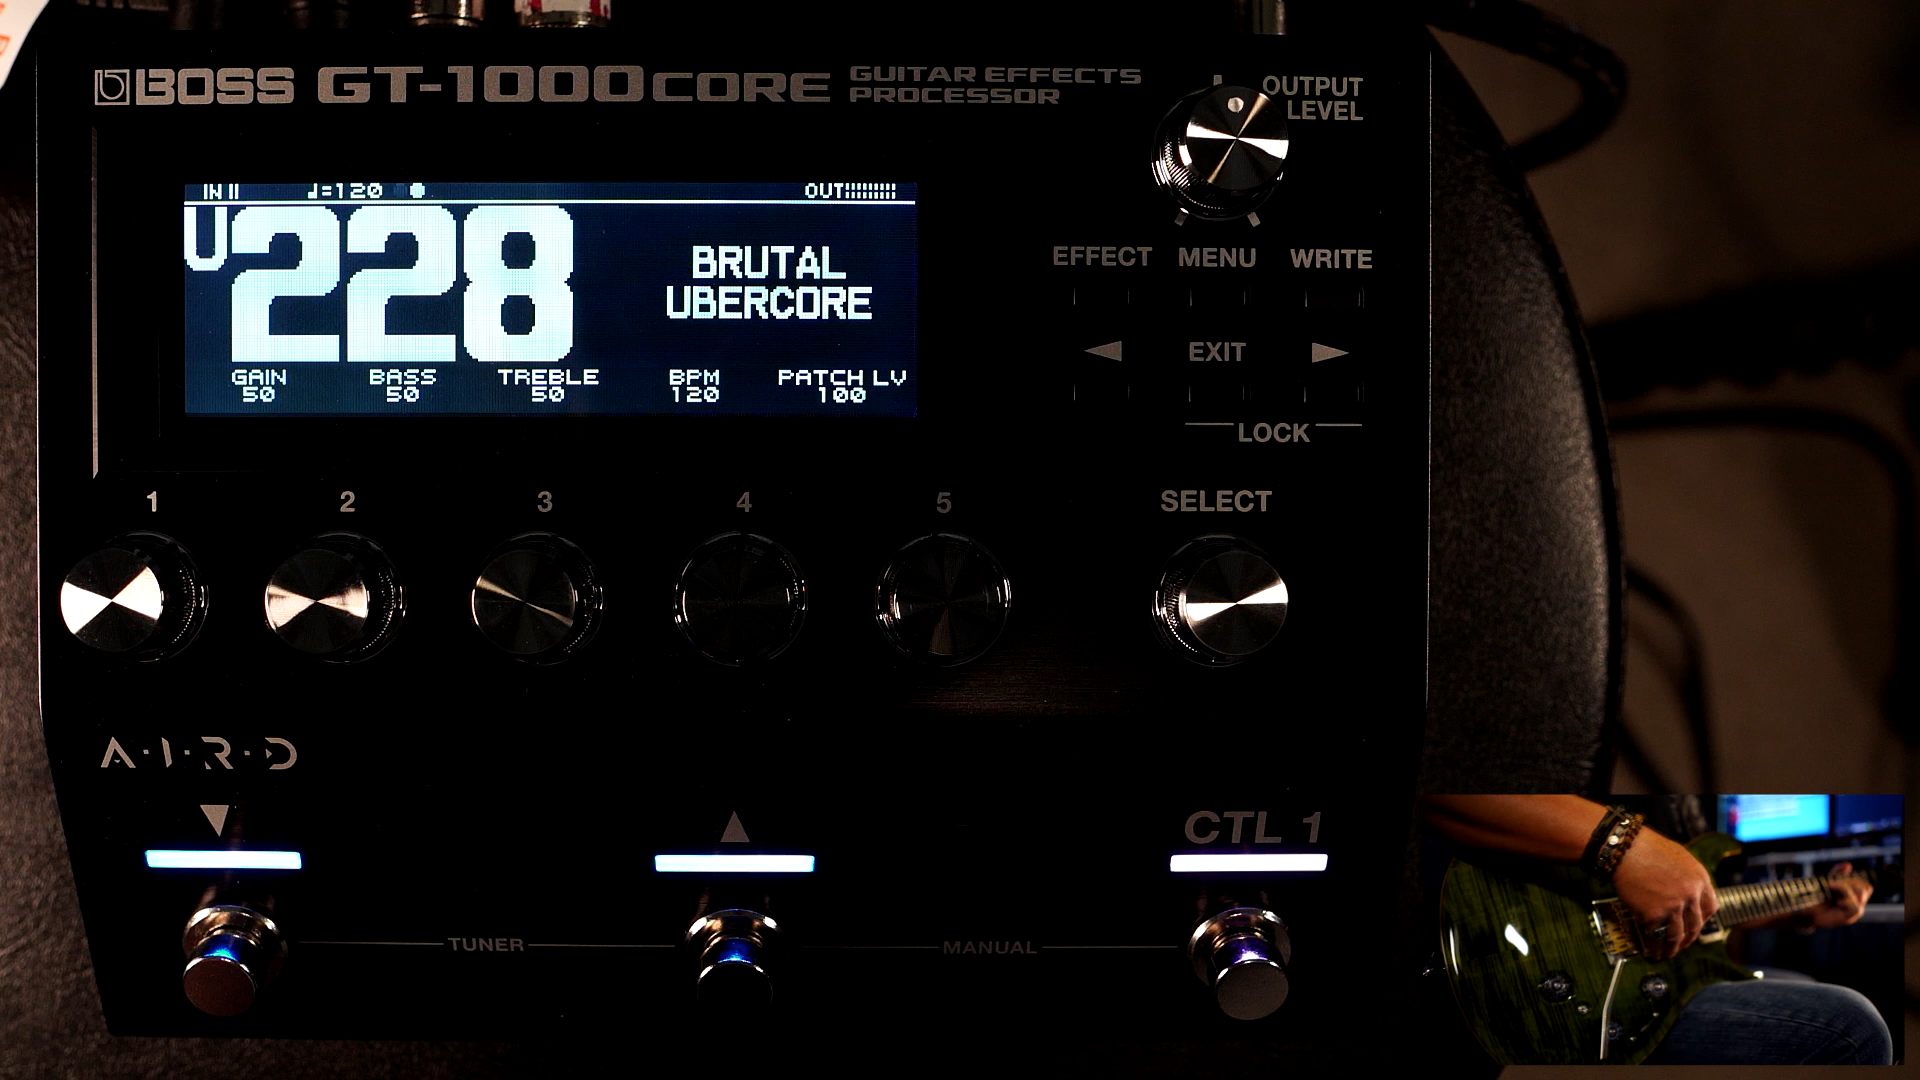 BOSS GT-1000CORE GUITAR EFFECTS
PROCESSOR
OUTPUT
LEVEL
IN ♩=120 OUT
U228
BRUTAL
UBERCORE
GAIN BASS TREBLE BPM PATCH LV
50 50 50 120 100
EFFECT MENU WRITE
EXIT
LOCK
1 2 3 4 5 SELECT
A·I·R·D
CTL 1
TUNER MANUAL